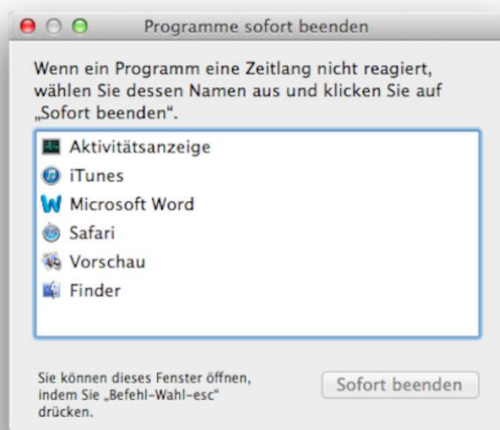 Programme sofort beenden
Wenn ein Programm eine Zeitlang nicht reagiert,
wählen Sie dessen Namen aus und klicken Sie auf
„Sofort beenden“.
Aktivitätsanzeige
iTunes
Microsoft Word
Safari
Vorschau
Finder
Sie können dieses Fenster öffnen,
indem Sie „Befehl-Wahl-esc“
drücken.
Sofort beenden